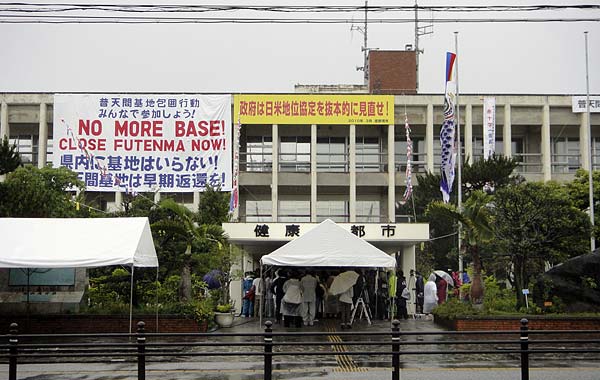 普天間基地包囲行動
みんなで参加しょう!
NO MORE BASE!
CLOSE FUTENMA NOW!
県内に基地はいらない!
天間基地は早期返還を!
政府は日米地位協定を抜本的に見直せ!
健康
都市